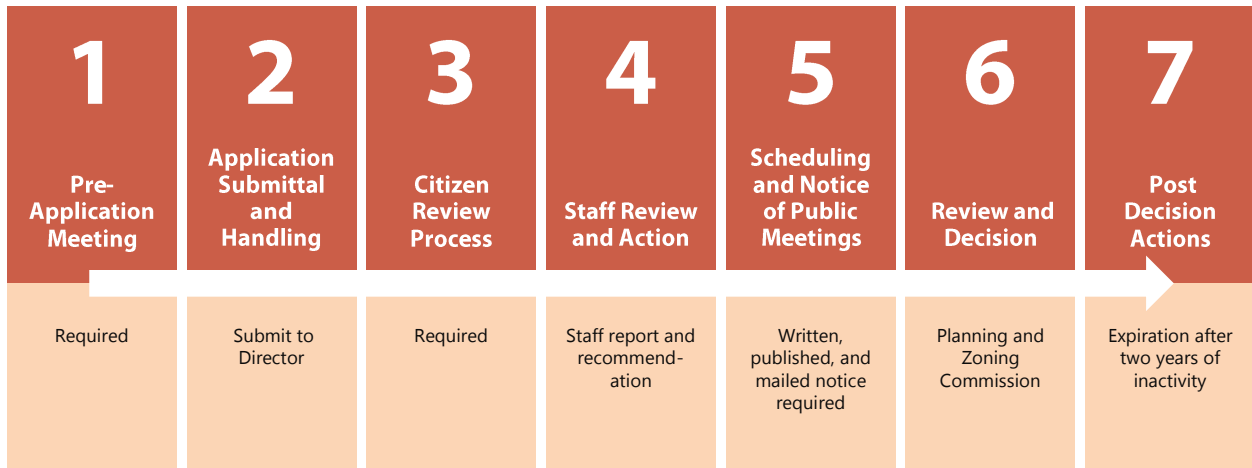 1
Pre-
Application
Meeting
Required
2
Application
Submittal
and
Handling
Submit to
Director
3
Citizen
Review
Process
Required
4
Staff Review
and Action
Staff report and
recommend-
ation
5
Scheduling
and Notice
of Public
Meetings
Written,
published, and
mailed notice
required
6
Review and
Decision
Planning and
Zoning
Commission
7
Post
Decision
Actions
Expiration after
two years of
inactivity